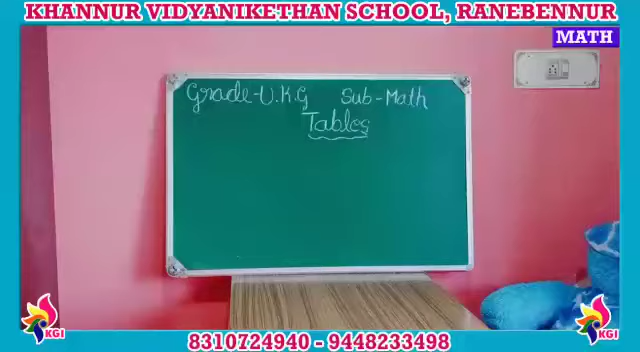 KHANNUR VIDYANIKETHAN SCHOOL, RANEBENNUR
MATH
Grade-U.K.G Sub-Math
Tables
KGI
KGI
8310724940 - 9448233498